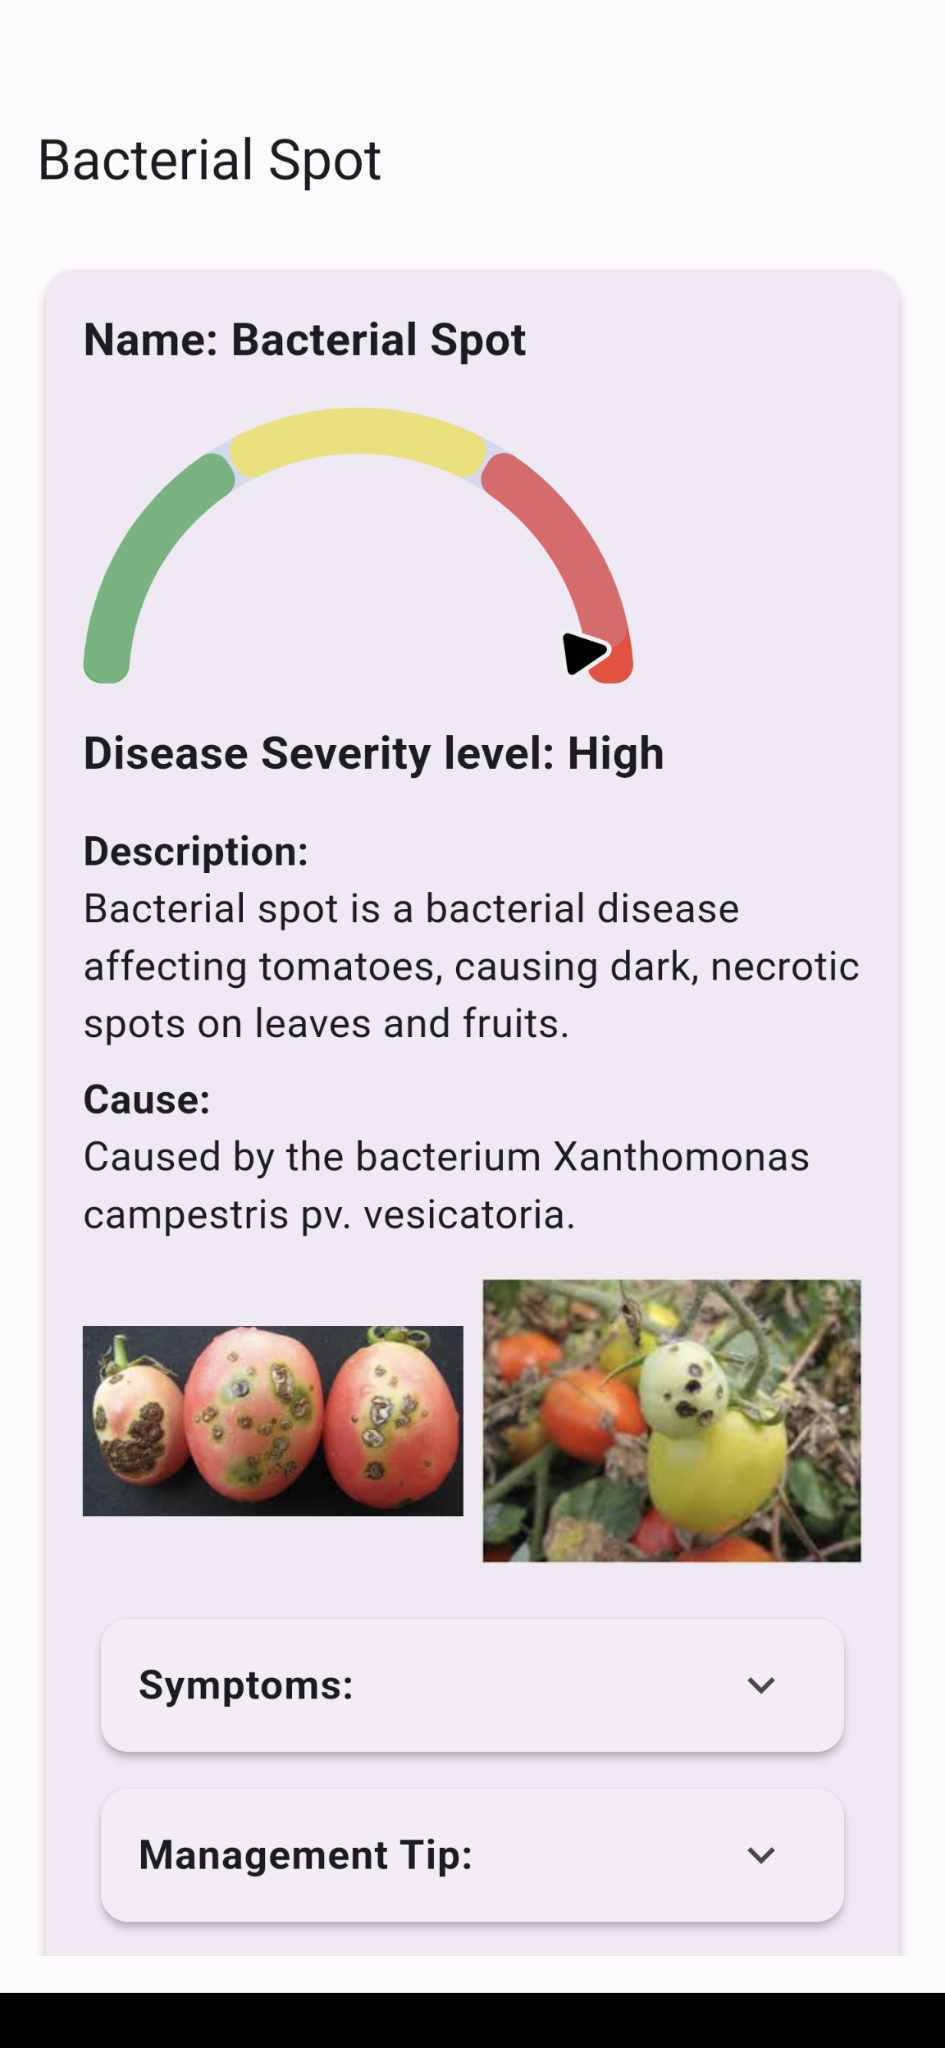 Bacterial Spot
Name: Bacterial Spot
Disease Severity level: High
Description:
Bacterial spot is a bacterial disease
affecting tomatoes, causing dark, necrotic
spots on leaves and fruits.
Cause:
Caused by the bacterium Xanthomonas
campestris pv. vesicatoria.
Symptoms:
Management Tip: